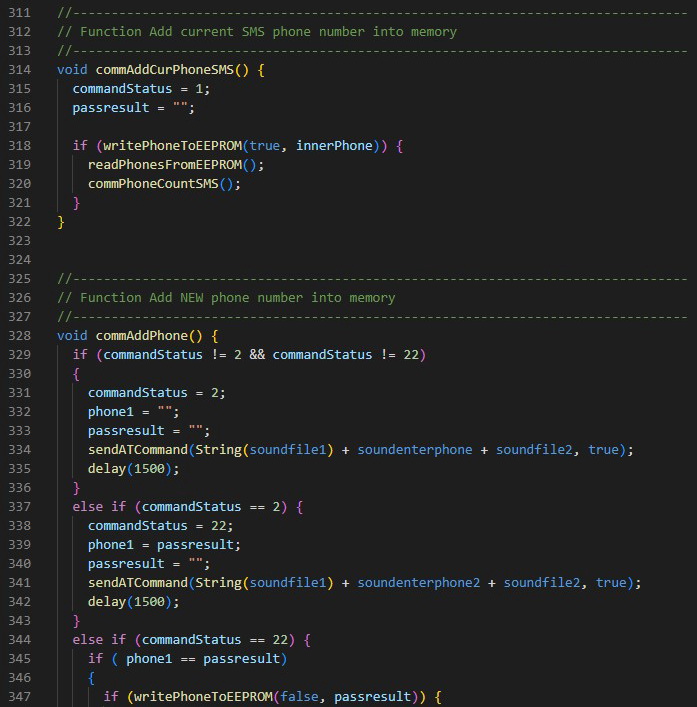 311 //--------------------------------------------------------------------------------
312 // Function Add current SMS phone number into memory
313 //--------------------------------------------------------------------------------
314 void commAddCurPhoneSMS() {
315   commandStatus = 1;
316   passresult = "";
317
318   if (writePhoneToEEPROM(true, innerPhone)) {
319     readPhonesFromEEPROM();
320     commPhoneCountSMS();
321   }
322 }
323
324
325 //--------------------------------------------------------------------------------
326 // Function Add NEW phone number into memory
327 //--------------------------------------------------------------------------------
328 void commAddPhone() {
329   if (commandStatus != 2 && commandStatus != 22)
330   {
331     commandStatus = 2;
332     phone1 = "";
333     passresult = "";
334     sendATCommand(String(soundfile1) + soundenterphone + soundfile2, true);
335     delay(1500);
336   }
337   else if (commandStatus == 2) {
338     commandStatus = 22;
339     phone1 = passresult;
340     passresult = "";
341     sendATCommand(String(soundfile1) + soundenterphone2 + soundfile2, true);
342     delay(1500);
343   }
344   else if (commandStatus == 22) {
345     if ( phone1 == passresult)
346     {
347       if (writePhoneToEEPROM(false, passresult)) {